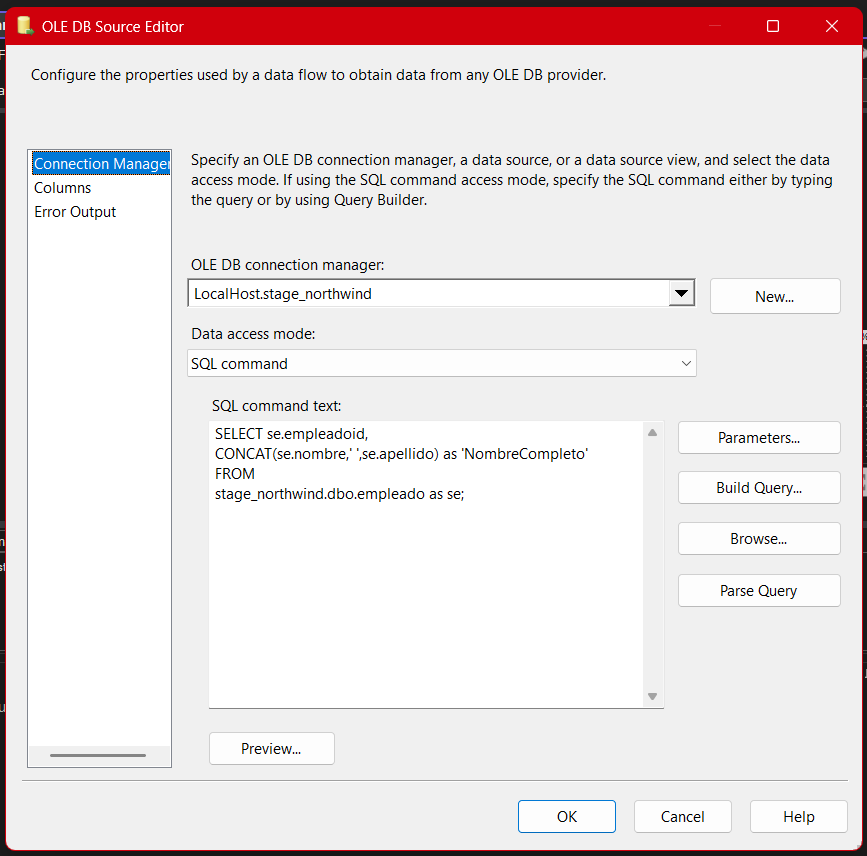 OLE DB Source Editor
Configure the properties used by a data flow to obtain data from any OLE DB provider.
Connection Manager
Columns
Error Output
Specify an OLE DB connection manager, a data source, or a data source view, and select the data
access mode. If using the SQL command access mode, specify the SQL command either by typing
the query or by using Query Builder.
OLE DB connection manager:
LocalHost.stage_northwind
New...
Data access mode:
SQL command
SQL command text:
SELECT se.empleadoid,
CONCAT(se.nombre,' ',se.apellido) as 'NombreCompleto'
FROM
stage_northwind.dbo.empleado as se;
Parameters...
Build Query...
Browse...
Parse Query
Preview...
OK
Cancel
Help